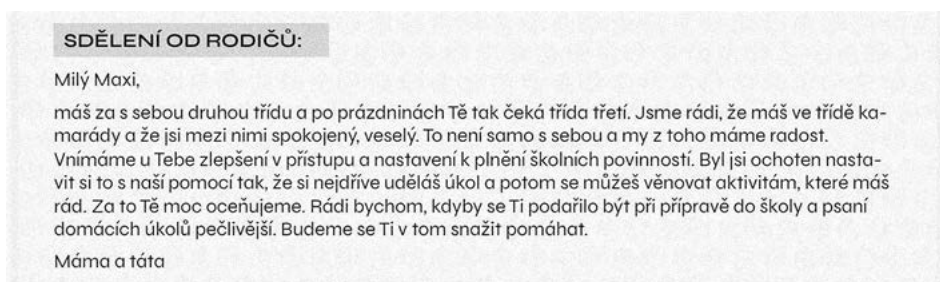 SDĚLENÍ OD RODIČŮ:
Milý Maxi,
máš za s sebou druhou třídu a po prázdninách Tě tak čeká třída třetí. Jsme rádi, že máš ve třídě ka-
marády a že jsi mezi nimi spokojený, veselý. To není samo s sebou a my z toho máme radost.
Vnímáme u Tebe zlepšení v přístupu a nastavení k plnění školních povinností. Byl jsi ochoten nasta-
vit si to s naší pomocí tak, že si nejdříve uděláš úkol a potom se můžeš věnovat aktivitám, které máš
rád. Za to Tě moc oceňujeme. Rádi bychom, kdyby se Ti podařilo být při přípravě do školy a psaní
domácích úkolů pečlivější. Budeme se Ti v tom snažit pomáhat.
Máma a táta